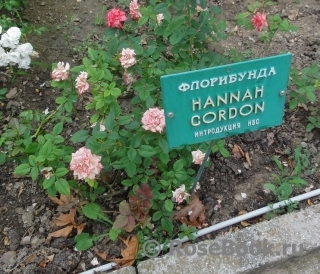 ФЛОРИБУНДА
HANNAH
GORDON
ИНТРОДУКЦИЯ НБС
© RoseBook.ru